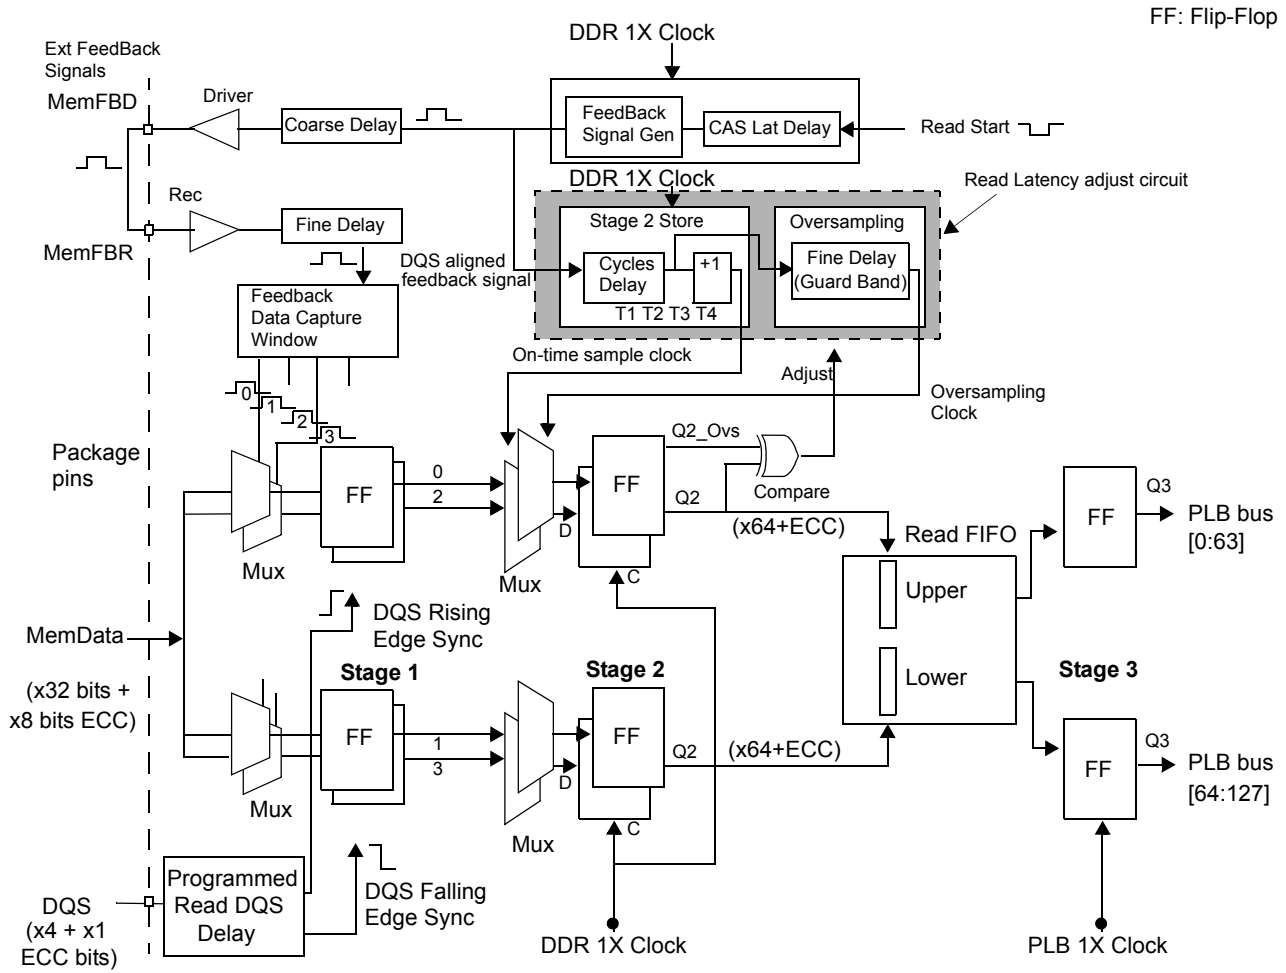 FF: Flip-Flop
DDR 1X Clock
Ext FeedBack
Signals
MemFBD
Driver
Coarse Delay
FeedBack
Signal Gen
CAS Lat Delay
Read Start
DDR 1X Clock
Read Latency adjust circuit
Rec
Fine Delay
MemFBR
Stage 2 Store
Oversampling
DQS aligned
feedback signal
Cycles
Delay
+1
Fine Delay
(Guard Band)
T1 T2 T3 T4
Feedback
Data Capture
Window
On-time sample clock
Adjust
Oversampling
Clock
0
1
2
3
Package
pins
FF
0
2
Q2_Ovs
FF
Q2
D
Compare
(x64+ECC)
Read FIFO
FF
Q3
PLB bus
[0:63]
Mux
Mux
C
Upper
DQS Rising
Edge Sync
MemData
(x32 bits +
x8 bits ECC)
Stage 1
Stage 2
Lower
Stage 3
FF
1
3
FF
Q2
D
(x64+ECC)
FF
Q3
PLB bus
[64:127]
Mux
Mux
C
Programmed
Read DQS
Delay
DQS Falling
Edge Sync
DQS
(x4 + x1
ECC bits)
DDR 1X Clock
PLB 1X Clock